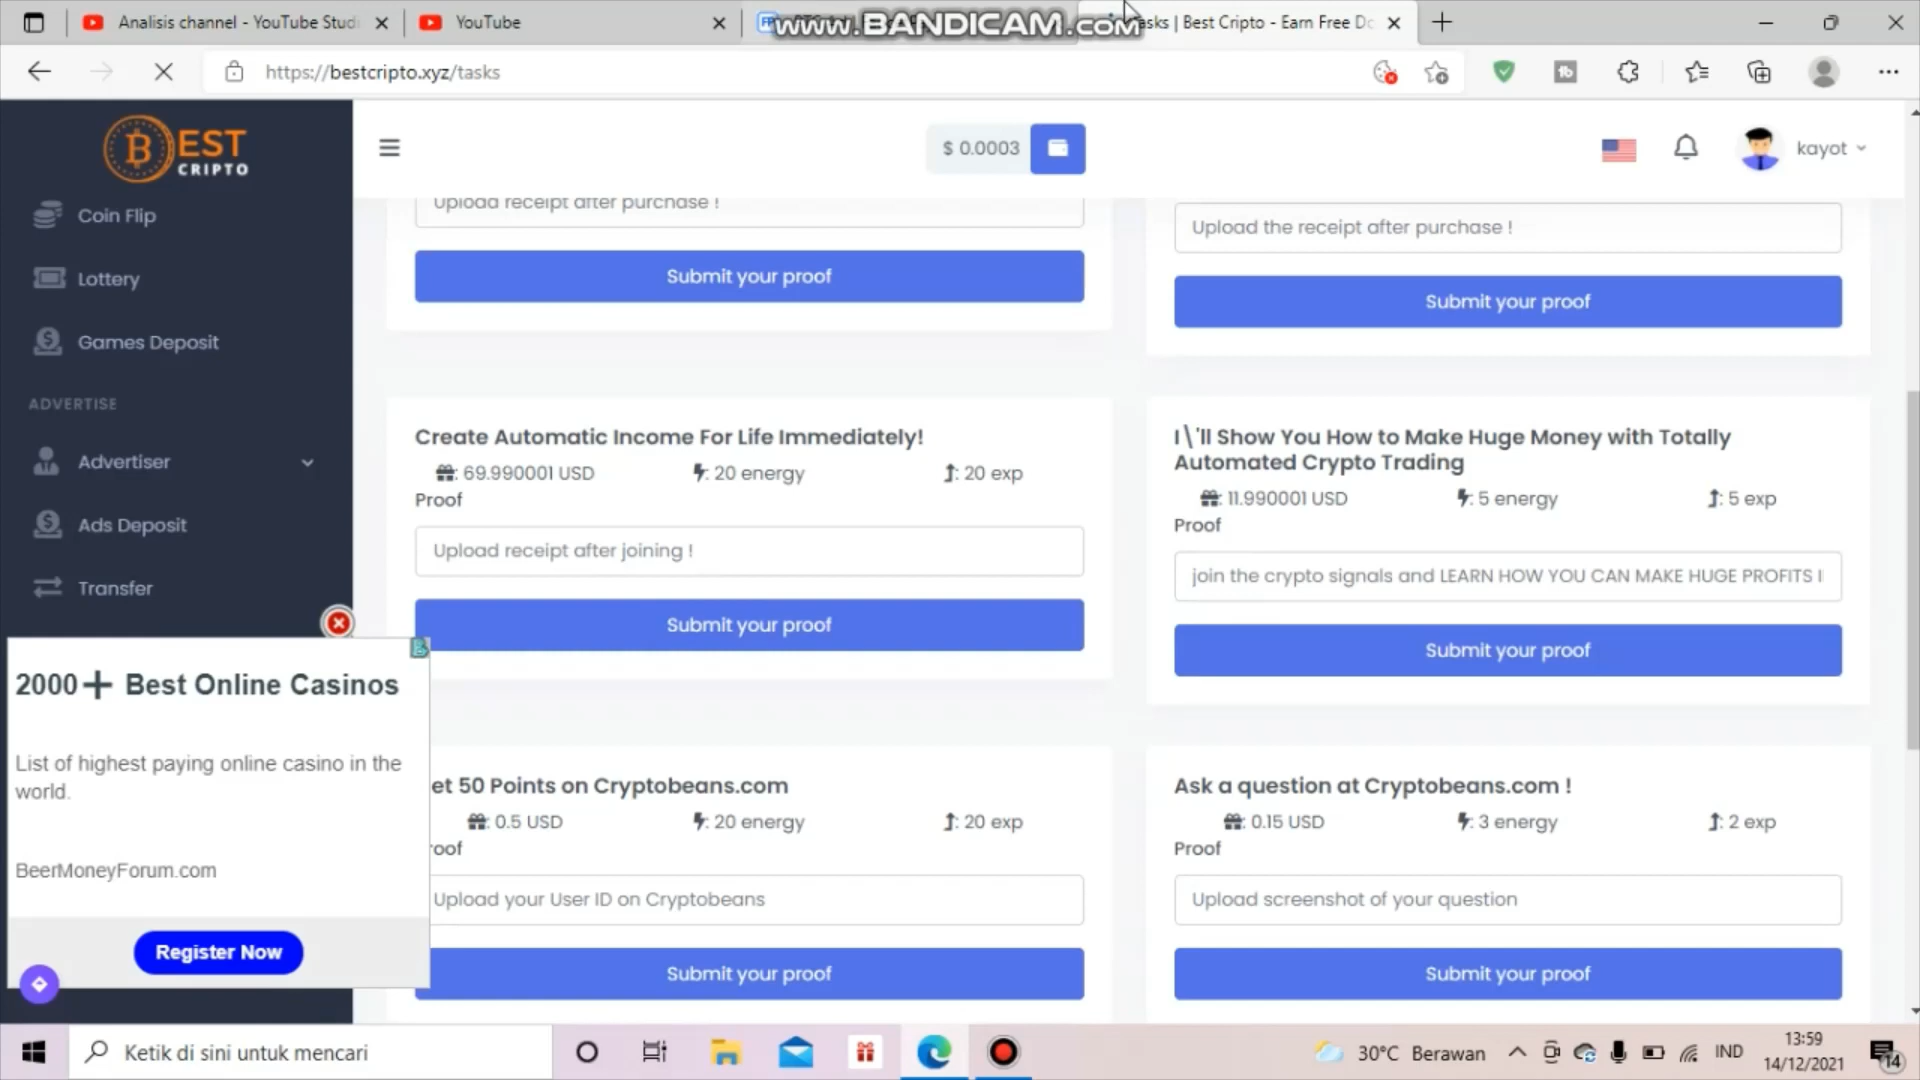 Analisis channel - YouTube Studi
YouTube
www.BANDICAM.com
asks | Best Cripto - Earn Free Do
https://bestcripto.xyz/tasks
BEST
CRIPTO
$ 0.0003
kayot
Coin Flip
Lottery
Games Deposit
ADVERTISE
Advertiser
Ads Deposit
Transfer
Upload receipt after purchase !
Submit your proof
Upload the receipt after purchase !
Submit your proof
Create Automatic Income For Life Immediately!
: 69.990001 USD
: 20 energy
: 20 exp
Proof
Upload receipt after joining !
Submit your proof
I\'ll Show You How to Make Huge Money with Totally
Automated Crypto Trading
: 11.990001 USD
: 5 energy
: 5 exp
Proof
join the crypto signals and LEARN HOW YOU CAN MAKE HUGE PROFITS I
Submit your proof
et 50 Points on Cryptobeans.com
: 0.5 USD
: 20 energy
: 20 exp
roof
Upload your User ID on Cryptobeans
Submit your proof
Ask a question at Cryptobeans.com !
: 0.15 USD
: 3 energy
: 2 exp
Proof
Upload screenshot of your question
Submit your proof
2000+ Best Online Casinos
List of highest paying online casino in the
world.
BeerMoneyForum.com
Register Now
Ketik di sini untuk mencari
30°C Berawan
IND
13:59
14/12/2021
14